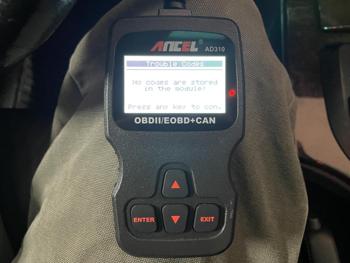 ANCEL
AD310
Trouble Codes
No codes are stored
in the module!
Press any key to con.
OBDII/EOBD+CAN
ENTER
EXIT